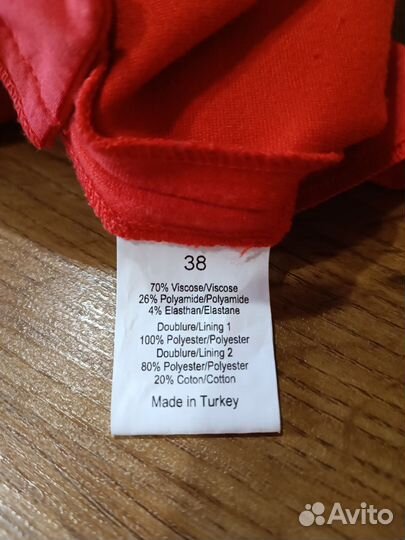 38
70% Viscose/Viscose
26% Polyamide/Polyamide
4% Elasthan/Elastane
Doublure/Lining 1
100% Polyester/Polyester
Doublure/Lining 2
80% Polyester/Polyester
20% Coton/Cotton
Made in Turkey
Avito